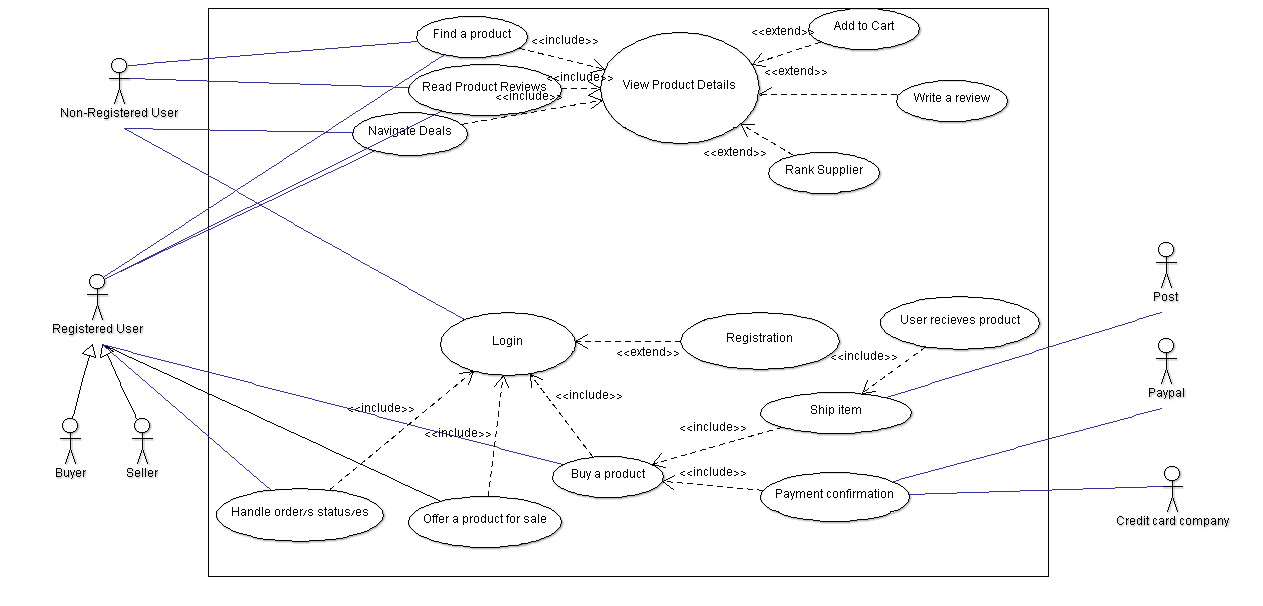 Find a product
<<include>>
Add to Cart
<<extend>>
<<extend>>
View Product Details
Read Product Reviews
<<include>>
<<include>>
Write a review
Non-Registered User
Navigate Deals
<<extend>>
Rank Supplier
Post
Registered User
User recieves product
Login
Registration
<<extend>>
<<include>>
Paypal
<<include>>
<<include>>
Ship item
<<include>>
<<include>>
Buyer
Seller
Buy a product
<<include>>
Payment confirmation
Handle order/s status/es
Offer a product for sale
Credit card company